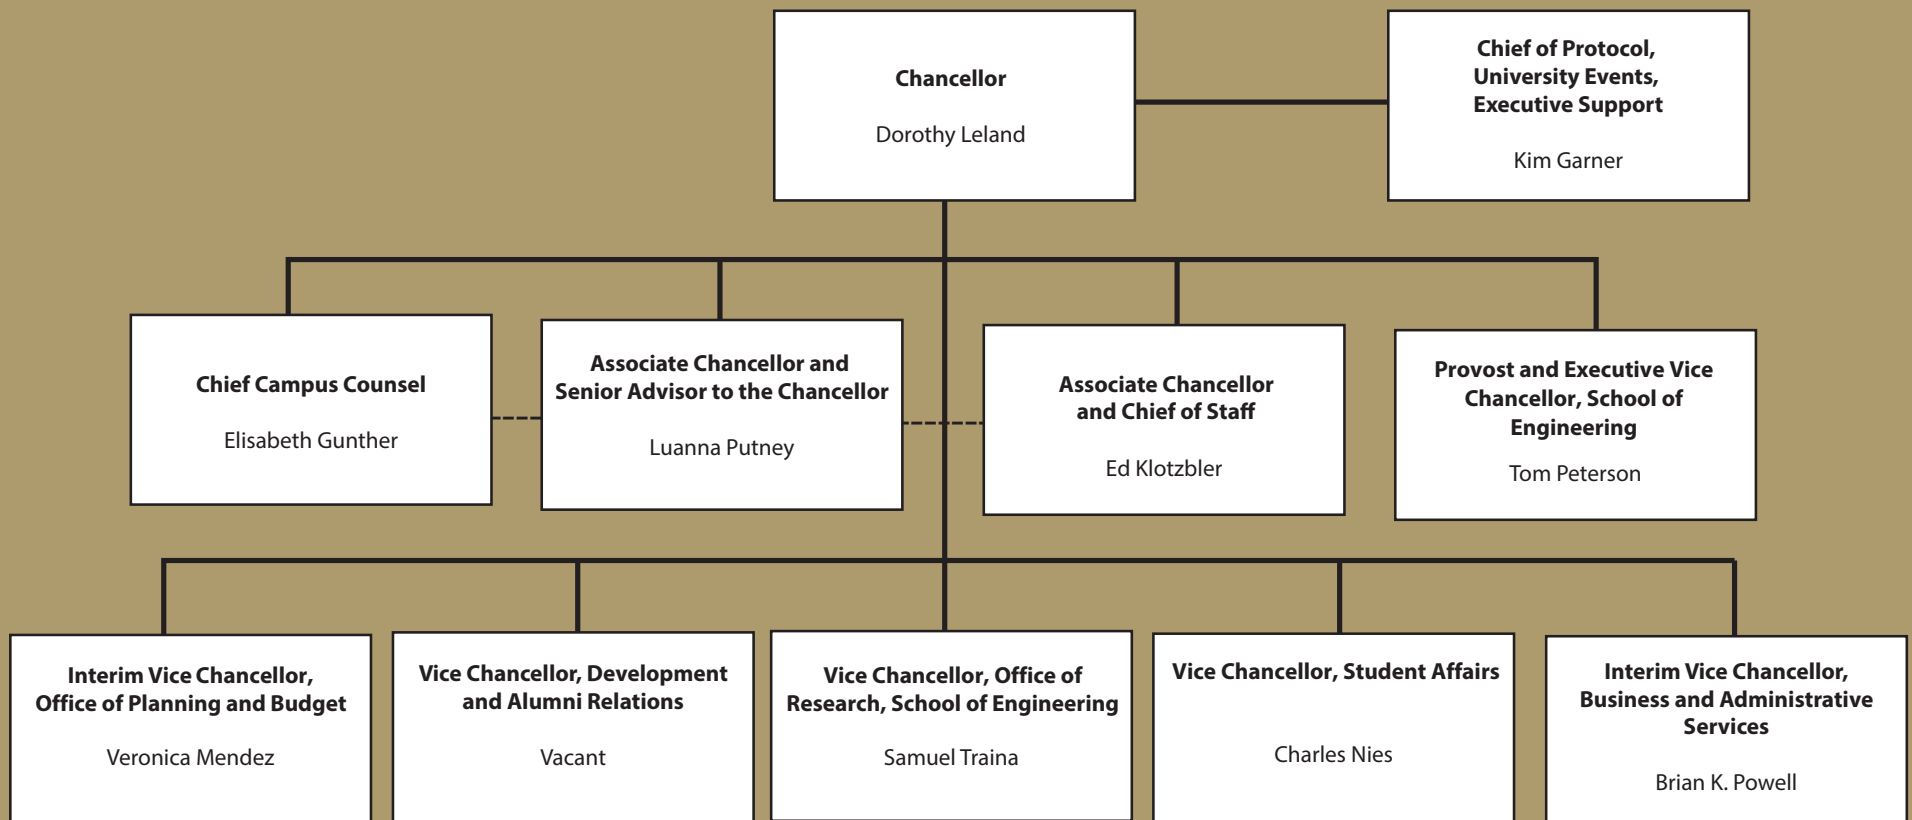 Chancellor
Dorothy Leland
Chief of Protocol,
University Events,
Executive Support
Kim Garner
Chief Campus Counsel
Elisabeth Gunther
Associate Chancellor and
Senior Advisor to the Chancellor
Luanna Putney
Associate Chancellor
and Chief of Staff
Ed Klotzbler
Provost and Executive Vice
Chancellor, School of
Engineering
Tom Peterson
Interim Vice Chancellor,
Office of Planning and Budget
Veronica Mendez
Vice Chancellor, Development
and Alumni Relations
Vacant
Vice Chancellor, Office of
Research, School of Engineering
Samuel Traina
Vice Chancellor, Student Affairs
Charles Nies
Interim Vice Chancellor,
Business and Administrative
Services
Brian K. Powell